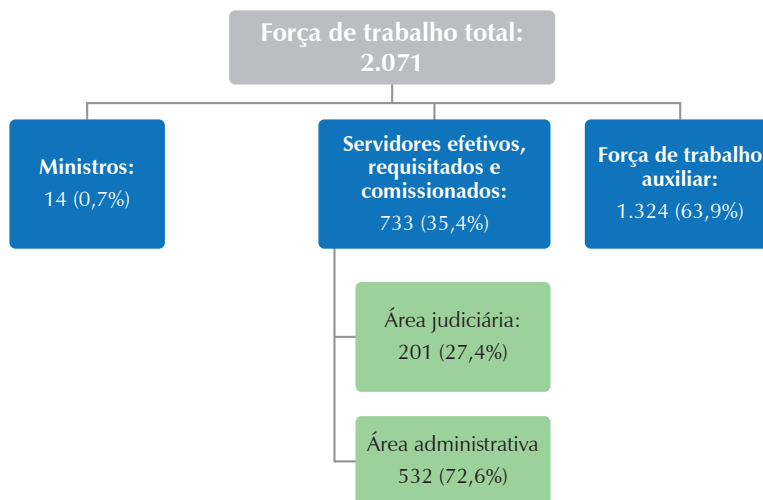 Força de trabalho total:
2.071
Ministros:
14 (0,7%)
Servidores efetivos,
requisitados e
comissionados:
733 (35,4%)
Força de trabalho
auxiliar:
1.324 (63,9%)
Área judiciária:
201 (27,4%)
Área administrativa
532 (72,6%)